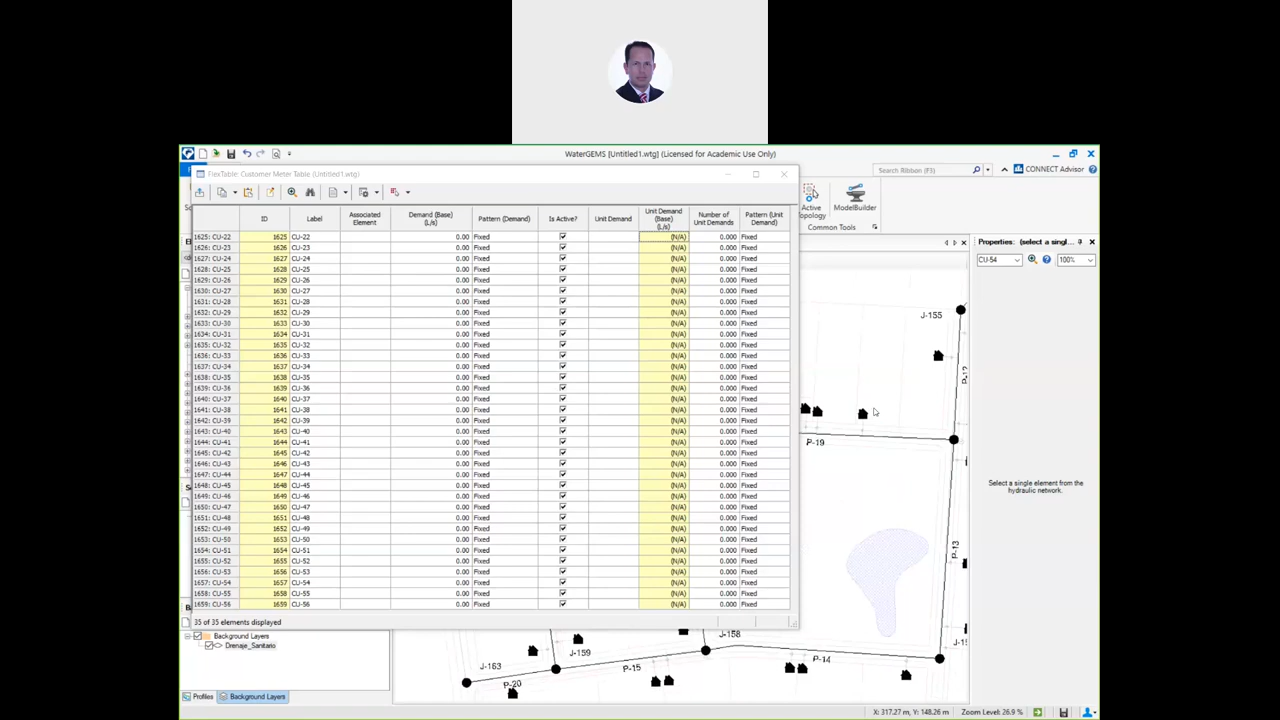 WaterGEMS [Untitled1.wtg] (Licensed for Academic Use Only)
FlexTable: Customer Meter Table (Untitled1.wtg)
Search Ribbon (F3)
CONNECT Advisor
Active
Topology
ModelBuilder
Common Tools
ID Label Associated Element Demand (Base) (L/s) Pattern (Demand) Is Active? Unit Demand Unit Demand (Base) (L/s) Number of Unit Demands Pattern (Unit Demand)
1625: CU-22 1625 CU-22 0.00 Fixed (N/A) 0.000 Fixed
1626: CU-23 1626 CU-23 0.00 Fixed (N/A) 0.000 Fixed
1627: CU-24 1627 CU-24 0.00 Fixed (N/A) 0.000 Fixed
1628: CU-25 1628 CU-25 0.00 Fixed (N/A) 0.000 Fixed
1629: CU-26 1629 CU-26 0.00 Fixed (N/A) 0.000 Fixed
1630: CU-27 1630 CU-27 0.00 Fixed (N/A) 0.000 Fixed
1631: CU-28 1631 CU-28 0.00 Fixed (N/A) 0.000 Fixed
1632: CU-29 1632 CU-29 0.00 Fixed (N/A) 0.000 Fixed
1633: CU-30 1633 CU-30 0.00 Fixed (N/A) 0.000 Fixed
1634: CU-31 1634 CU-31 0.00 Fixed (N/A) 0.000 Fixed
1635: CU-32 1635 CU-32 0.00 Fixed (N/A) 0.000 Fixed
1636: CU-33 1636 CU-33 0.00 Fixed (N/A) 0.000 Fixed
1637: CU-34 1637 CU-34 0.00 Fixed (N/A) 0.000 Fixed
1638: CU-35 1638 CU-35 0.00 Fixed (N/A) 0.000 Fixed
1639: CU-36 1639 CU-36 0.00 Fixed (N/A) 0.000 Fixed
1640: CU-37 1640 CU-37 0.00 Fixed (N/A) 0.000 Fixed
1641: CU-38 1641 CU-38 0.00 Fixed (N/A) 0.000 Fixed
1642: CU-39 1642 CU-39 0.00 Fixed (N/A) 0.000 Fixed
1643: CU-40 1643 CU-40 0.00 Fixed (N/A) 0.000 Fixed
1644: CU-41 1644 CU-41 0.00 Fixed (N/A) 0.000 Fixed
1645: CU-42 1645 CU-42 0.00 Fixed (N/A) 0.000 Fixed
1646: CU-43 1646 CU-43 0.00 Fixed (N/A) 0.000 Fixed
1647: CU-44 1647 CU-44 0.00 Fixed (N/A) 0.000 Fixed
1648: CU-45 1648 CU-45 0.00 Fixed (N/A) 0.000 Fixed
1649: CU-46 1649 CU-46 0.00 Fixed (N/A) 0.000 Fixed
1650: CU-47 1650 CU-47 0.00 Fixed (N/A) 0.000 Fixed
1651: CU-48 1651 CU-48 0.00 Fixed (N/A) 0.000 Fixed
1652: CU-49 1652 CU-49 0.00 Fixed (N/A) 0.000 Fixed
1653: CU-50 1653 CU-50 0.00 Fixed (N/A) 0.000 Fixed
1654: CU-51 1654 CU-51 0.00 Fixed (N/A) 0.000 Fixed
1655: CU-52 1655 CU-52 0.00 Fixed (N/A) 0.000 Fixed
1656: CU-53 1656 CU-53 0.00 Fixed (N/A) 0.000 Fixed
1657: CU-54 1657 CU-54 0.00 Fixed (N/A) 0.000 Fixed
1658: CU-55 1658 CU-55 0.00 Fixed (N/A) 0.000 Fixed
1659: CU-56 1659 CU-56 0.00 Fixed (N/A) 0.000 Fixed
35 of 35 elements displayed
Properties: (select a singl...
CU-54 100%
Select a single element from the
hydraulic network.
J-155
P-12
P-19
P-13
J-158
J-159
J-163
P-14
P-15
P-20
Background Layers
Drenaje_Sanitario
Profiles Background Layers
X: 317.27 m, Y: 148.26 m Zoom Level: 26.9 %